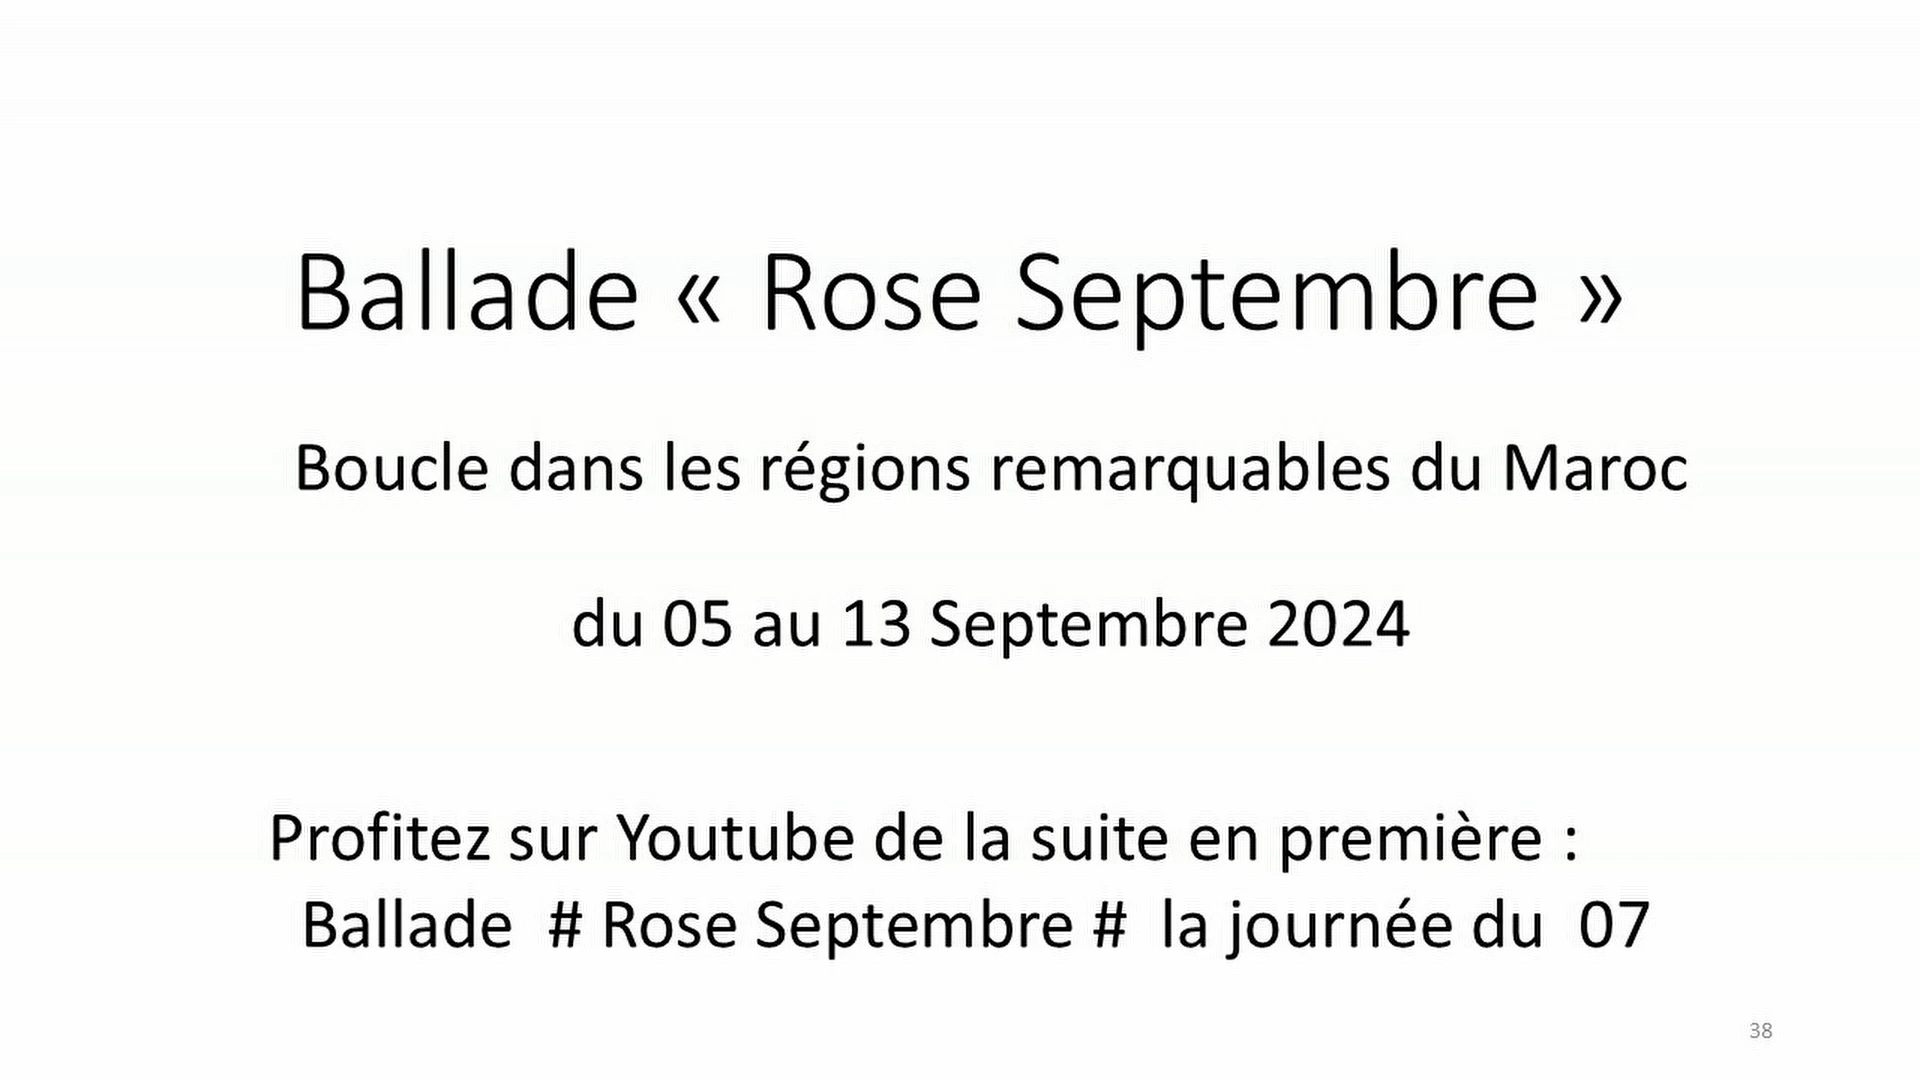 Ballade « Rose Septembre »
Boucle dans les régions remarquables du Maroc
du 05 au 13 Septembre 2024
Profitez sur Youtube de la suite en première :
Ballade # Rose Septembre # la journée du 07
38